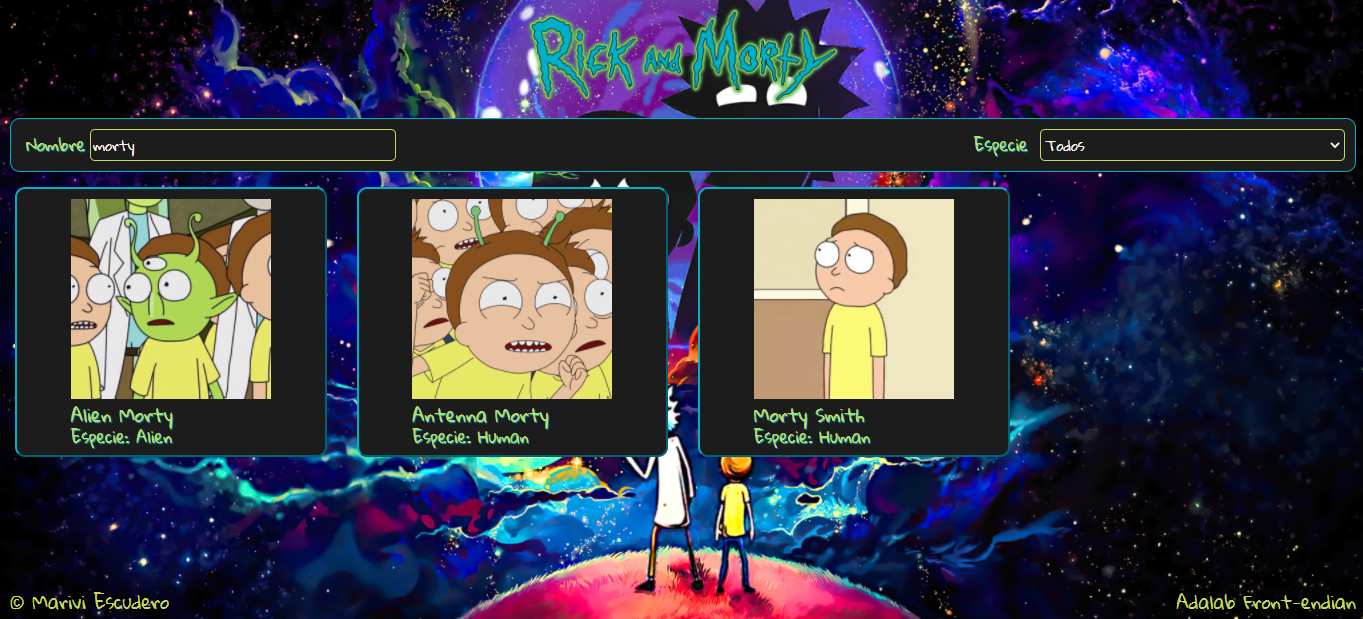 Rick and Morty
Nombre morty Especie Todos
Alien Morty
Especie: Alien
Antenna Morty
Especie: Human
Morty Smith
Especie: Human
© Marivi Escudero
Adalab Front-endian